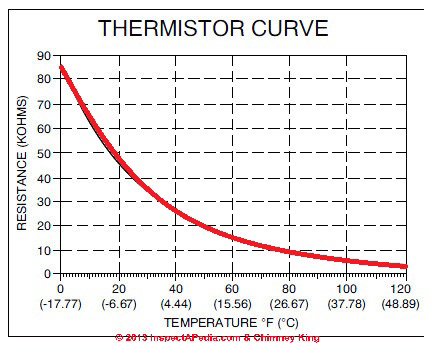 THERMISTOR CURVE
RESISTANCE (KOHMS)
90
80
70
60
50
40
30
20
10
0
0 20 40 60 80 100 120
(-17.77) (-6.67) (4.44) (15.56) (26.67) (37.78) (48.89)
TEMPERATURE °F (°C)
© 2013 InspectAPedia.com & Chimney King